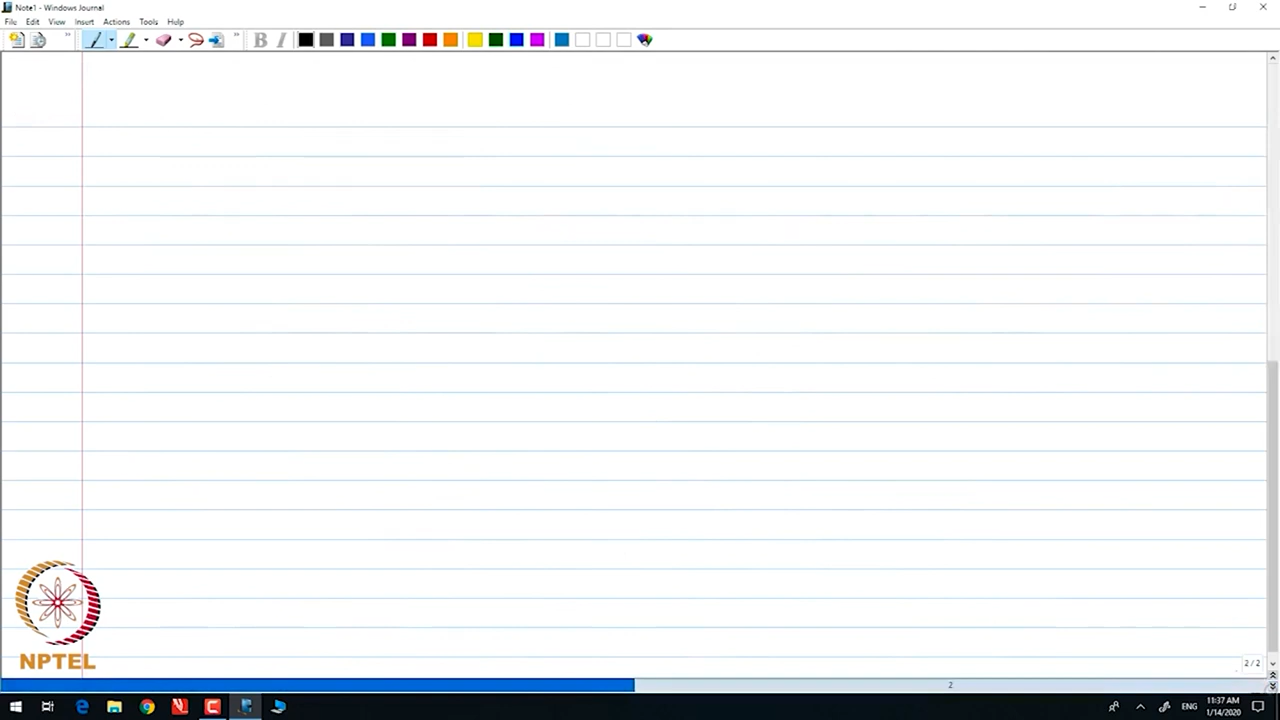 Note1 - Windows Journal
File Edit View Insert Actions Tools Help
B I
NPTEL
2 / 2
2
ENG
11:37 AM
1/14/2020